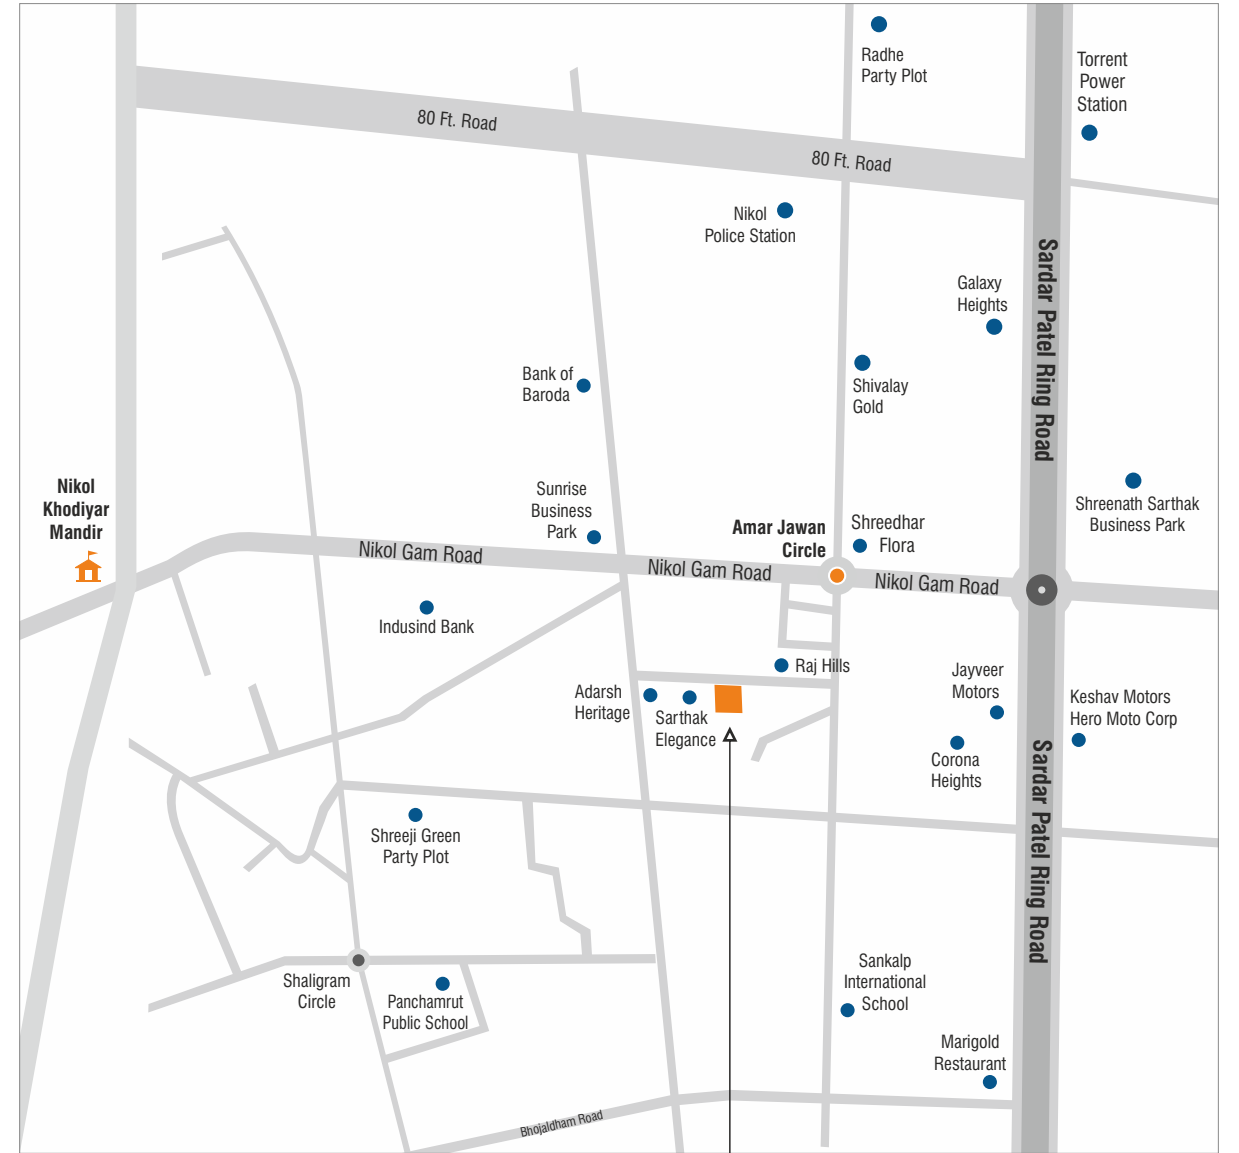 Radhe
Party Plot
Torrent
Power
Station
80 Ft. Road
80 Ft. Road
Nikol
Police Station
Sardar Patel Ring Road
Galaxy
Heights
Bank of
Baroda
Shivalay
Gold
Nikol
Khodiyar
Mandir
Sunrise
Business
Park
Shreenath Sarthak
Business Park
Amar Jawan
Circle
Shreedhar
Flora
Nikol Gam Road
Nikol Gam Road
Nikol Gam Road
Indusind Bank
Raj Hills
Adarsh
Heritage
Sarthak
Elegance
Jayveer
Motors
Keshav Motors
Hero Moto Corp
Corona
Heights
Sardar Patel Ring Road
Shreeji Green
Party Plot
Shaligram
Circle
Panchamrut
Public School
Sankalp
International
School
Marigold
Restaurant
Bhojaldham Road